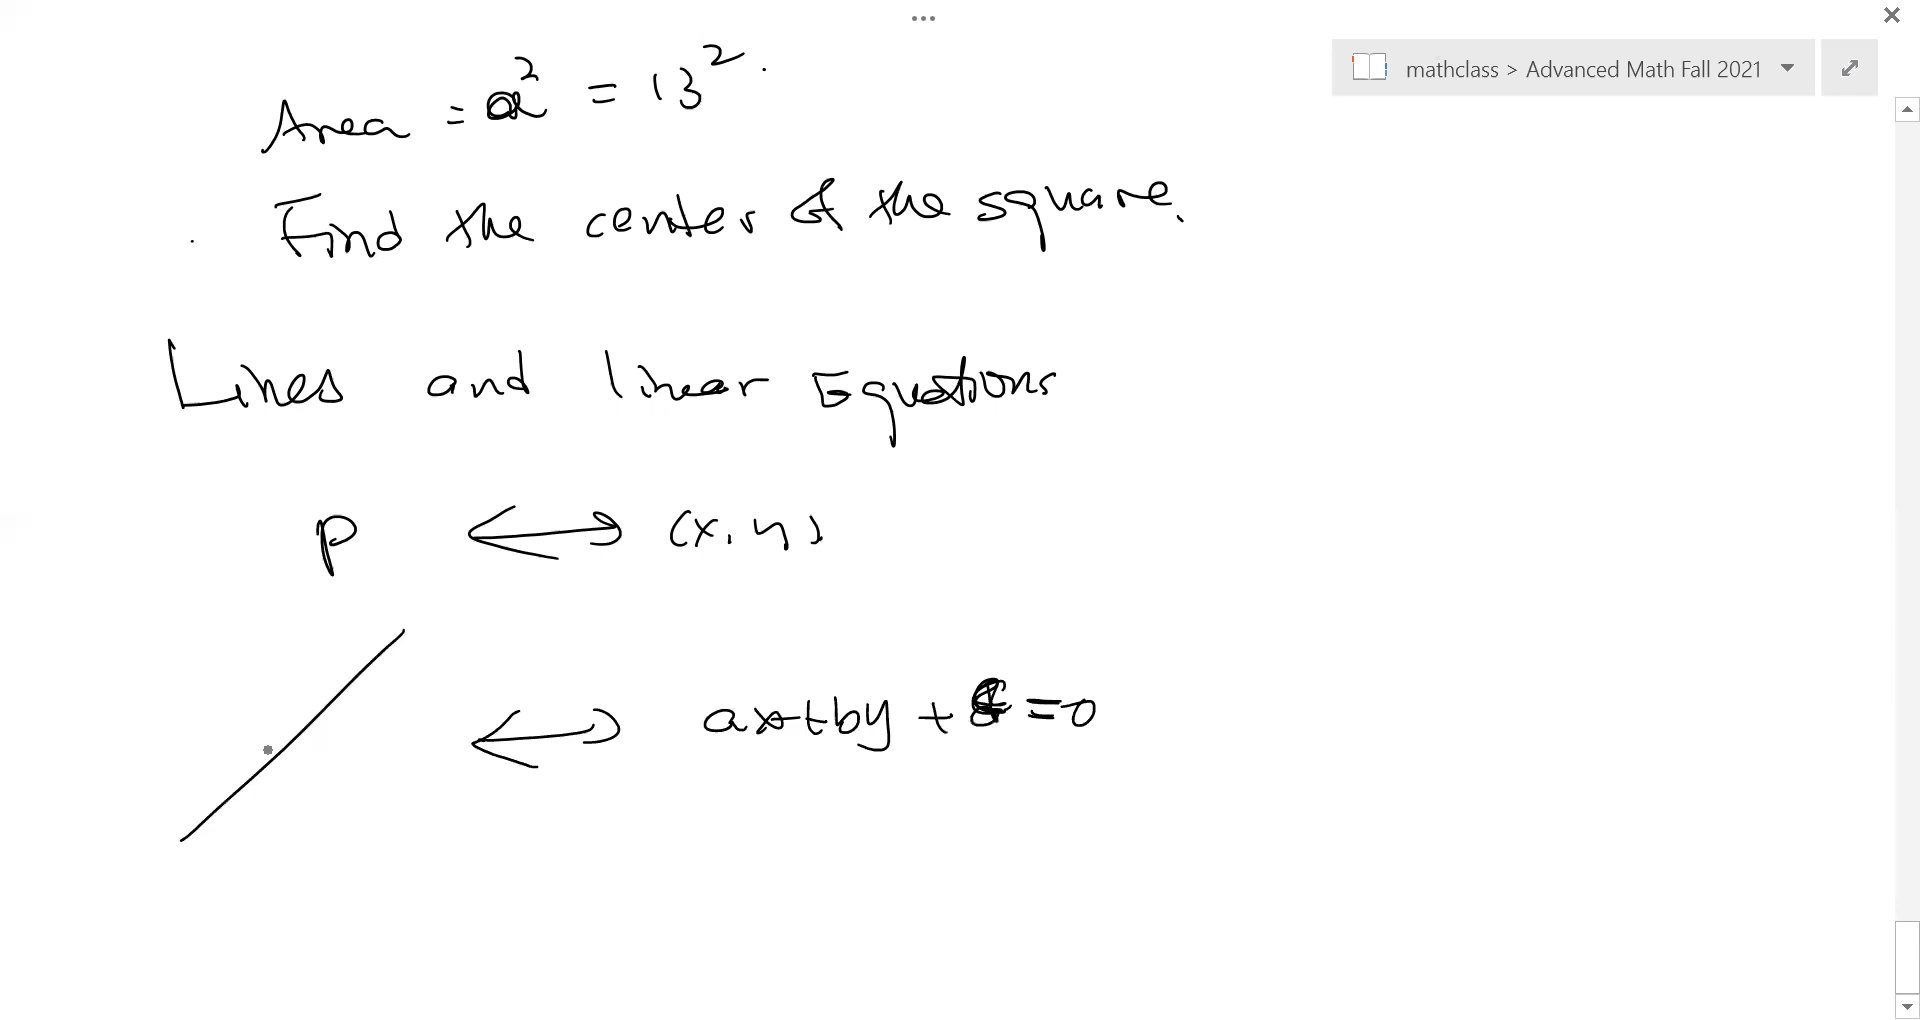 mathclass > Advanced Math Fall 2021
Area = a² = 13².
Find the center of the square.
Lines and linear Equations
P ⟷ (x, y)
⟷ ax + by + = 0